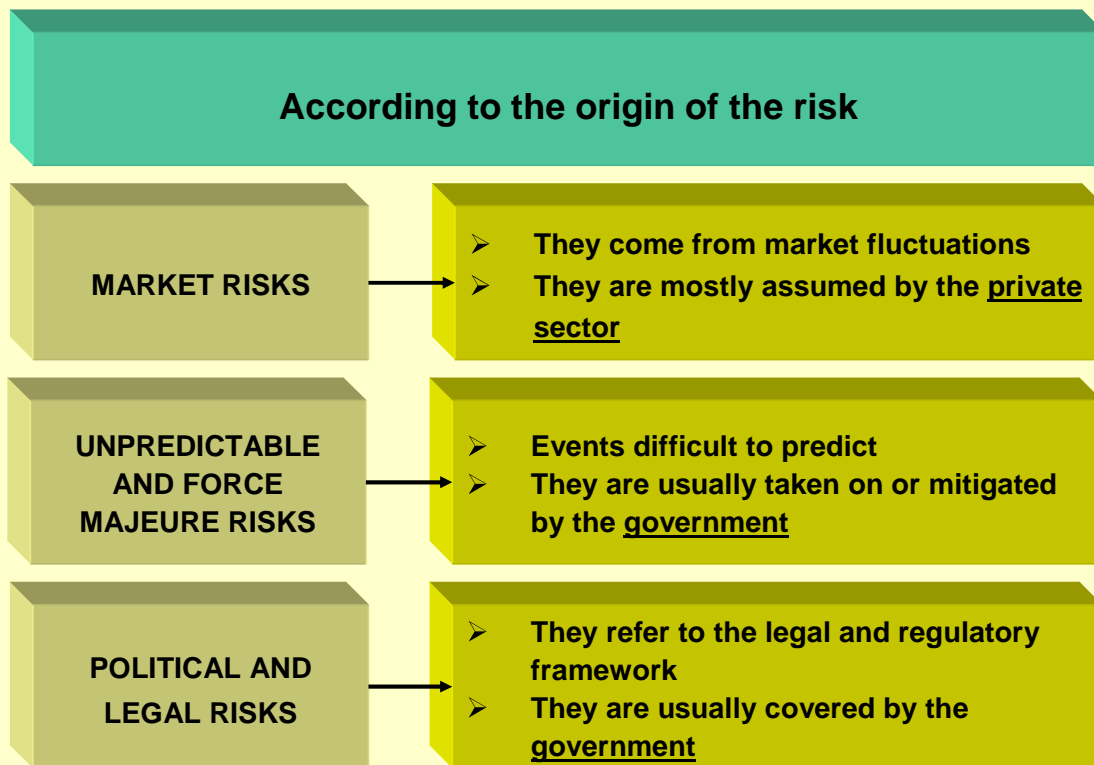 According to the origin of the risk
MARKET RISKS
➢ They come from market fluctuations
➢ They are mostly assumed by the private
sector
UNPREDICTABLE
AND FORCE
MAJEURE RISKS
➢ Events difficult to predict
➢ They are usually taken on or mitigated
by the government
POLITICAL AND
LEGAL RISKS
➢ They refer to the legal and regulatory
framework
➢ They are usually covered by the
government